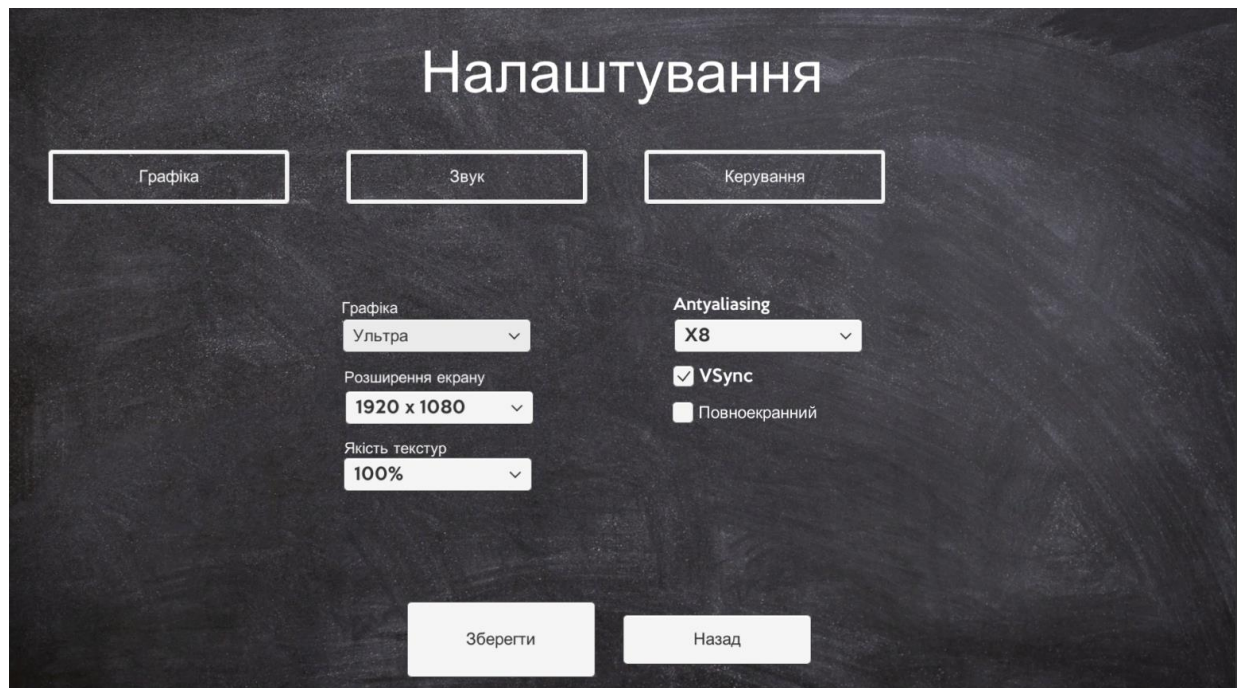 Налаштування
Графіка
Звук
Керування
Графіка
Ультра
Розширення екрану
1920 x 1080
Якість текстур
100%
Antyaliasing
X8
VSync
Повноекранний
Зберегти
Назад